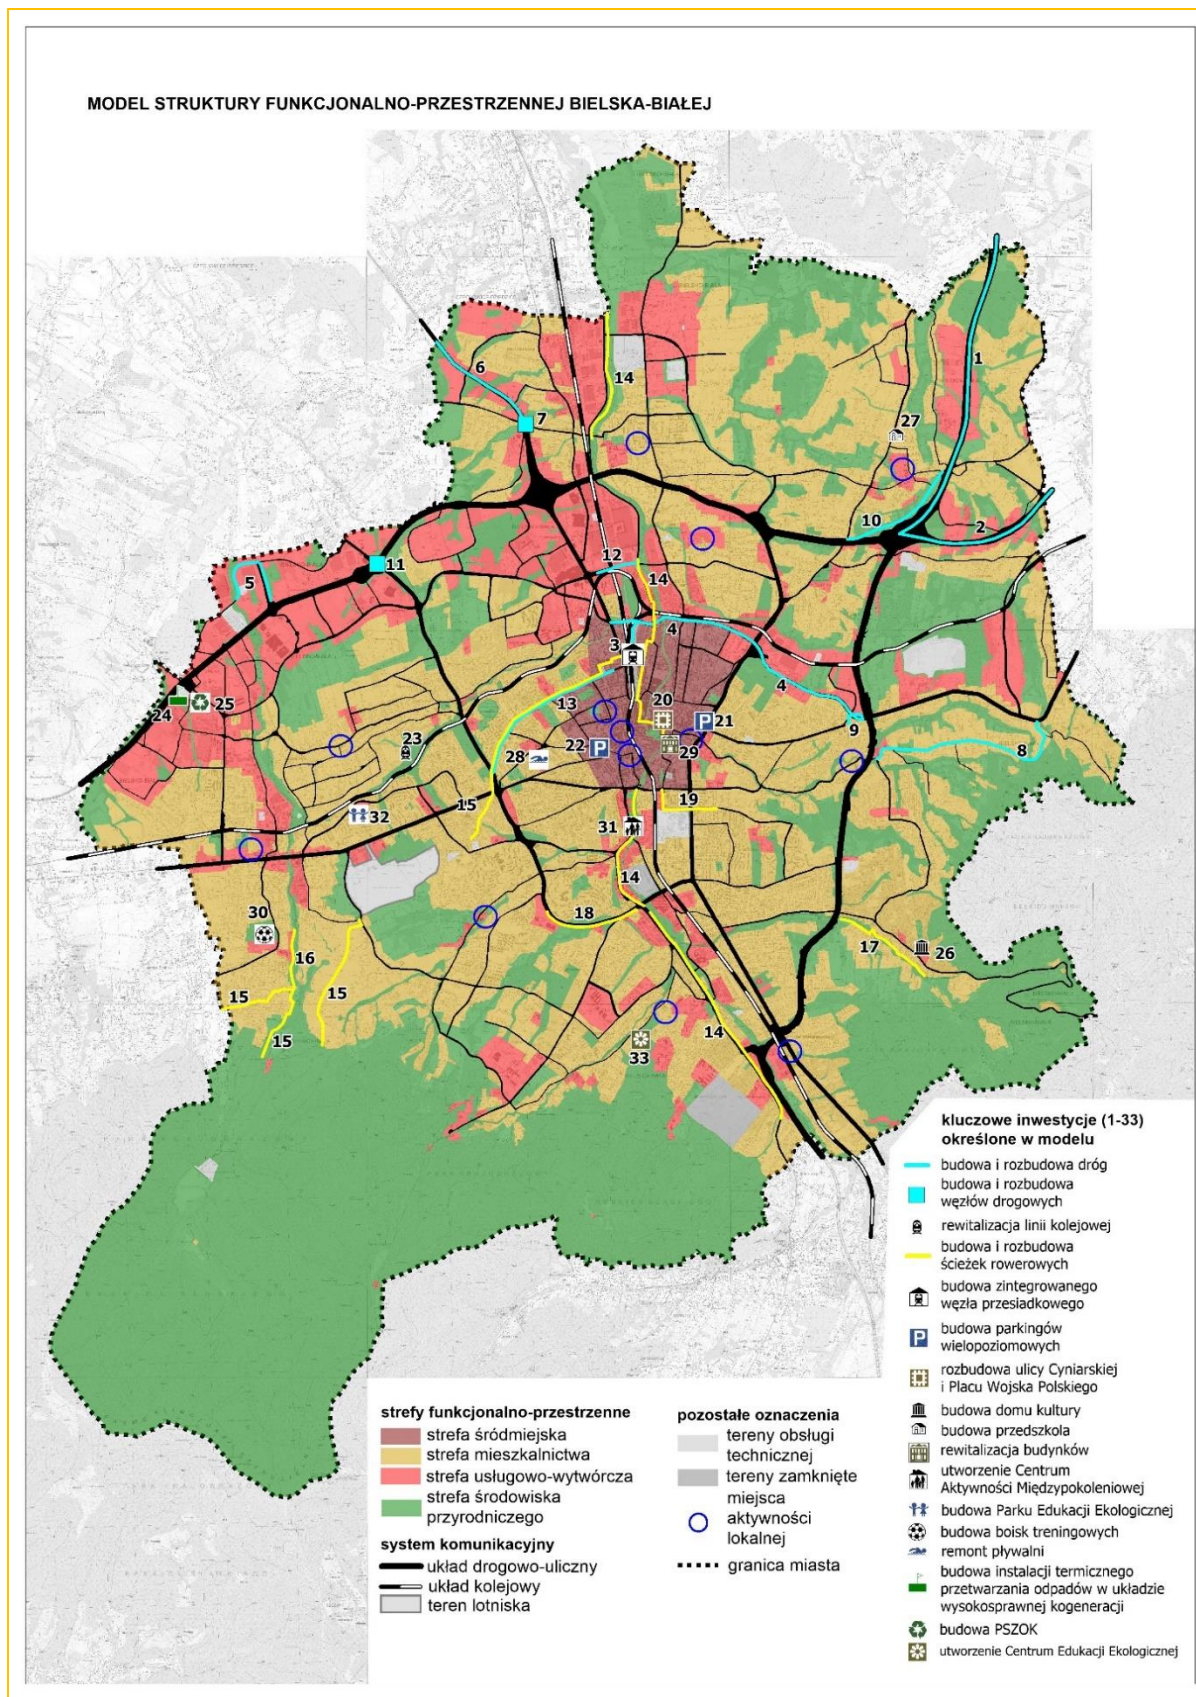 MODEL STRUKTURY FUNKCJONALNO-PRZESTRZENNEJ BIELSKA-BIAŁEJ
1
6
14
7
27
10
2
12
11
14
5
4
3
4
13
20
21
24
25
9
23
22
8
28
29
15
19
32
31
14
18
30
17
16
26
15
15
14
15
33
kluczowe inwestycje (1-33)
określone w modelu
budowa i rozbudowa dróg
budowa i rozbudowa
węzłów drogowych
rewitalizacja linii kolejowej
budowa i rozbudowa
ścieżek rowerowych
budowa zintegrowanego
węzła przesiadkowego
P budowa parkingów
wielopoziomowych
rozbudowa ulicy Cyniarskiej
i Placu Wojska Polskiego
budowa domu kultury
budowa przedszkola
rewitalizacja budynków
utworzenie Centrum
Aktywności Międzypokoleniowej
budowa Parku Edukacji Ekologicznej
budowa boisk treningowych
remont pływalni
budowa instalacji termicznego
przetwarzania odpadów w układzie
wysokosprawnej kogeneracji
budowa PSZOK
utworzenie Centrum Edukacji Ekologicznej
strefy funkcjonalno-przestrzenne
strefa śródmiejska
strefa mieszkalnictwa
strefa usługowo-wytwórcza
strefa środowiska
przyrodniczego
system komunikacyjny
układ drogowo-uliczny
układ kolejowy
teren lotniska
pozostałe oznaczenia
tereny obsługi
technicznej
tereny zamknięte
miejsca
aktywności
lokalnej
granica miasta